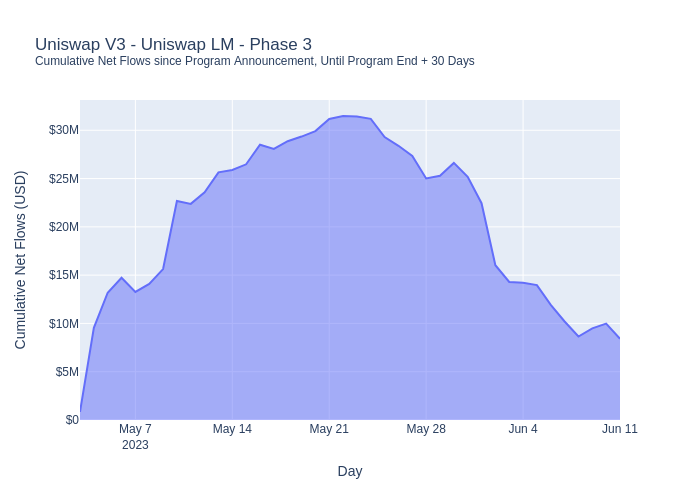 Uniswap V3 - Uniswap LM - Phase 3
Cumulative Net Flows since Program Announcement, Until Program End + 30 Days
Cumulative Net Flows (USD)
$30M
$25M
$20M
$15M
$10M
$5M
$0
May 7
2023
May 14
May 21
May 28
Jun 4
Jun 11
Day